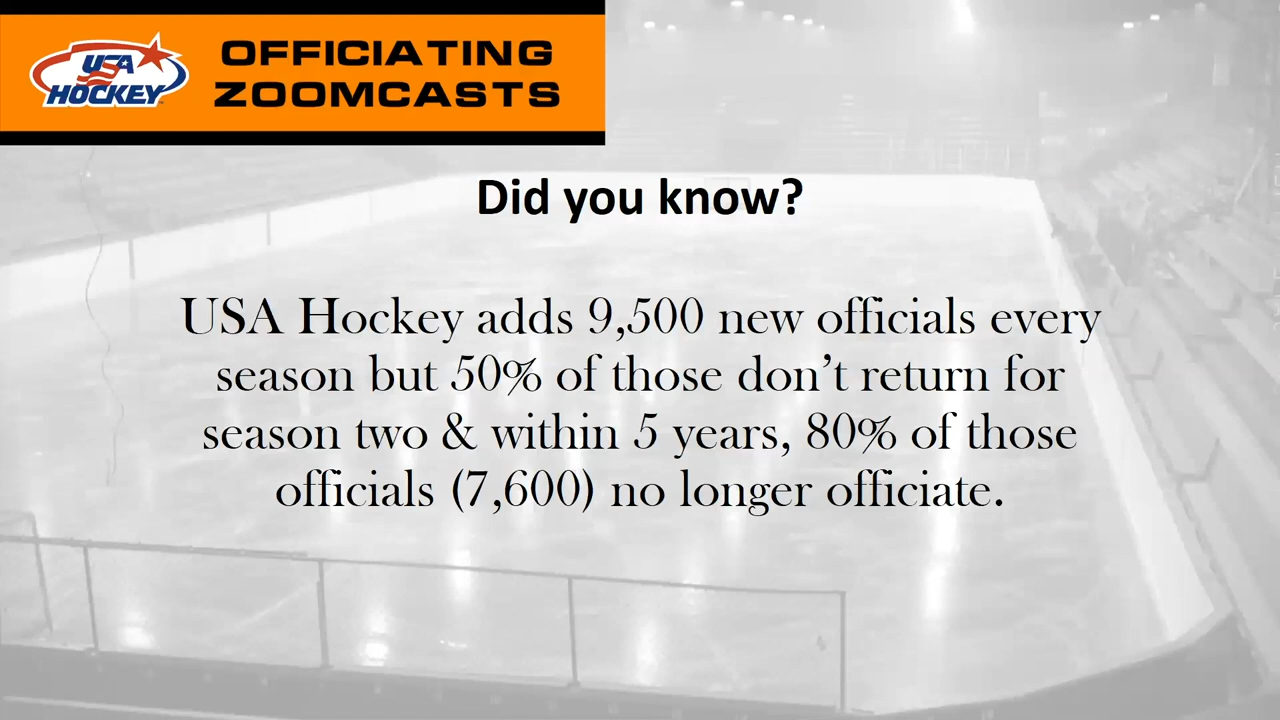 USA
HOCKEY
OFFICIATING
ZOOMCASTS
Did you know?
USA Hockey adds 9,500 new officials every
season but 50% of those don’t return for
season two & within 5 years, 80% of those
officials (7,600) no longer officiate.